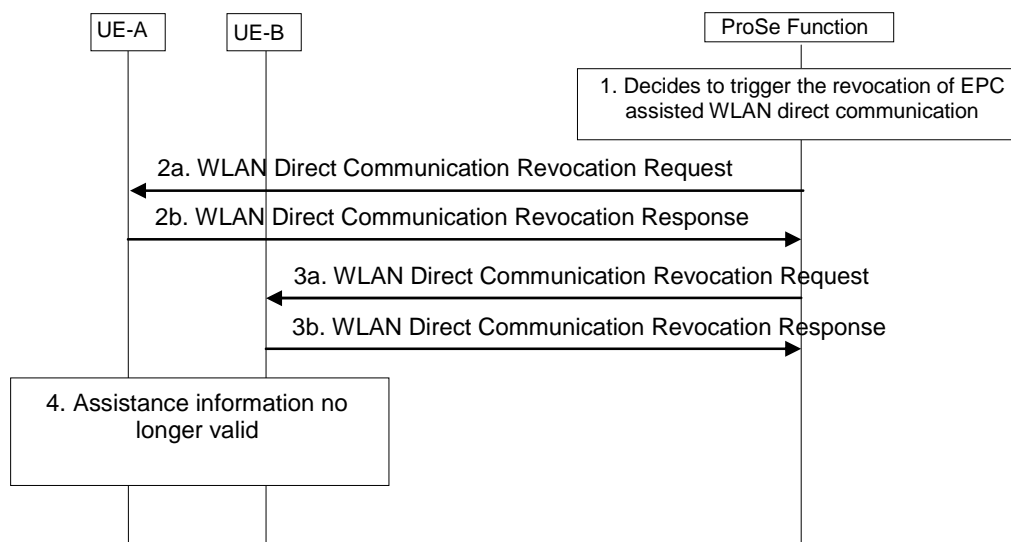 UE-A
UE-B
ProSe Function
1. Decides to trigger the revocation of EPC
assisted WLAN direct communication
2a. WLAN Direct Communication Revocation Request
2b. WLAN Direct Communication Revocation Response
3a. WLAN Direct Communication Revocation Request
3b. WLAN Direct Communication Revocation Response
4. Assistance information no
longer valid